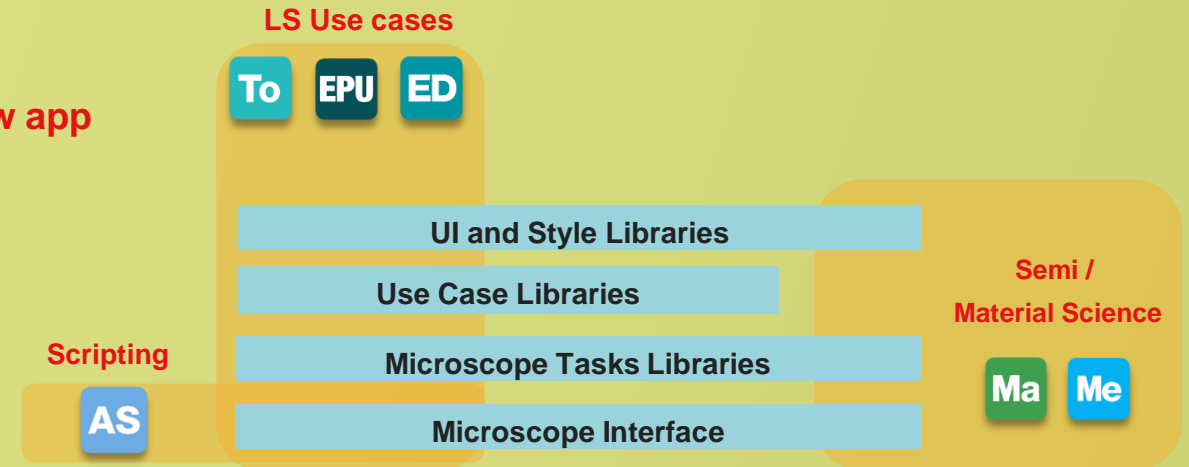 LS Use cases
To EPU ED
app
UI and Style Libraries
Use Case Libraries
Semi /
Material Science
Scripting
Microscope Tasks Libraries
Ma Me
AS
Microscope Interface